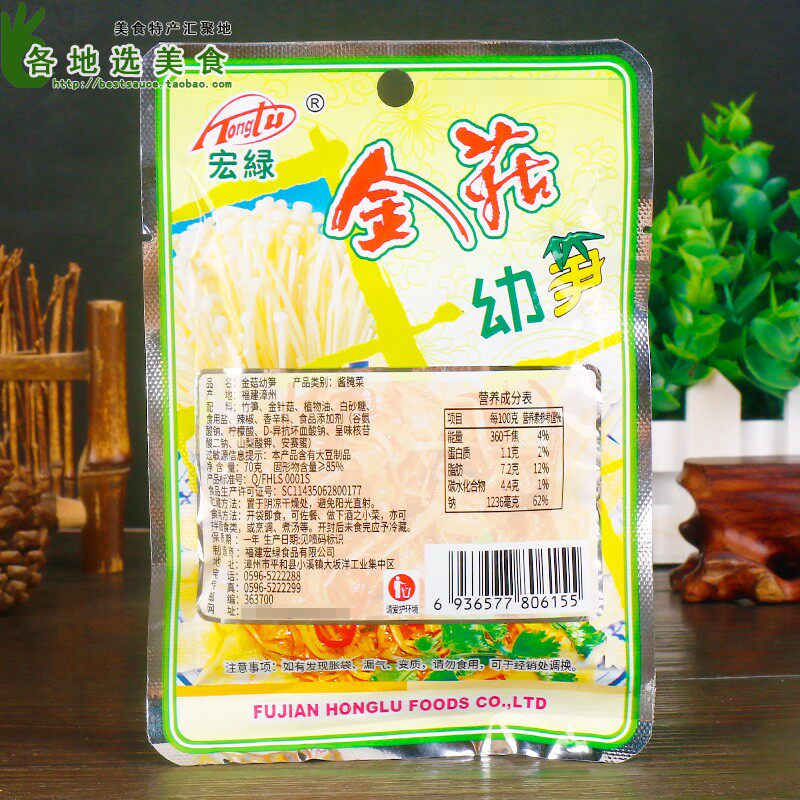 美食特产汇聚地
各地选美食
http://bestsauce.taobao.com
HongLü ®
宏緑
金菇
幼笋
品 名：金菇幼笋 产品类别：酱腌菜
产 地：福建漳州
配 料：竹笋、金针菇、植物油、白砂糖、
食用盐、辣椒、香辛料、食品添加剂（谷氨
酸钠、柠檬酸、D-异抗坏血酸钠、呈味核苷
酸二钠、山梨酸钾、安赛蜜）
过敏源信息提示：本产品含有大豆制品
净 含 量：70克 固形物含量≥85%
产品标准号：Q/FHLS 0001S
食品生产许可证号：SC11435062800177
贮藏方法：置于阴凉干燥处，避免阳光直射。
食用方法：开袋即食，可佐餐、做下酒之小菜，亦可
拌面食类，或烹调、煮汤等。开封后未食完应予冷藏。
保 质 期：一年 生产日期：见喷码标识
制 造 商：福建宏绿食品有限公司
地 址：漳州市平和县小溪镇大坂洋工业集中区
电 话：0596-5222288
传 真：0596-5222299
邮 编：363700
网 址：
营养成分表
项目 每100克 营养素参考值%
能量 360千焦 4%
蛋白质 1.1克 2%
脂肪 7.2克 12%
碳水化合物 4.4克 1%
钠 1236毫克 62%
请爱护环境
6 936577 806155
注意事项：如有发现胀袋、漏气、变质，请勿食用，可于经销处调换。
FUJIAN HONGLU FOODS CO.,LTD